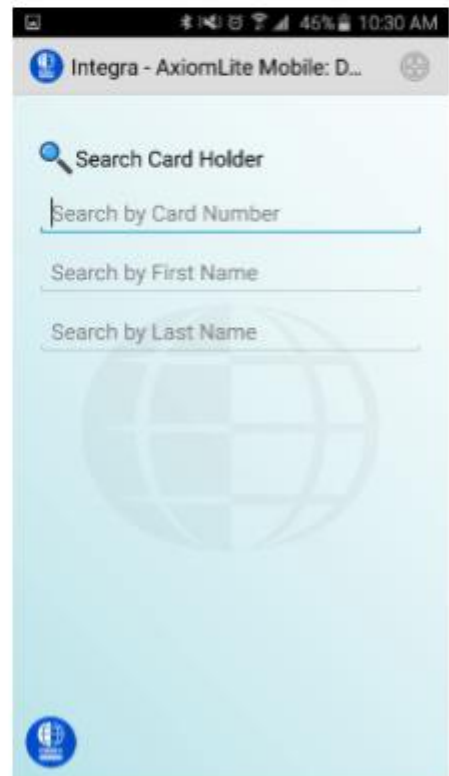 46% 10:30 AM
Integra - AxiomLite Mobile: D...
Search Card Holder
Search by Card Number
Search by First Name
Search by Last Name